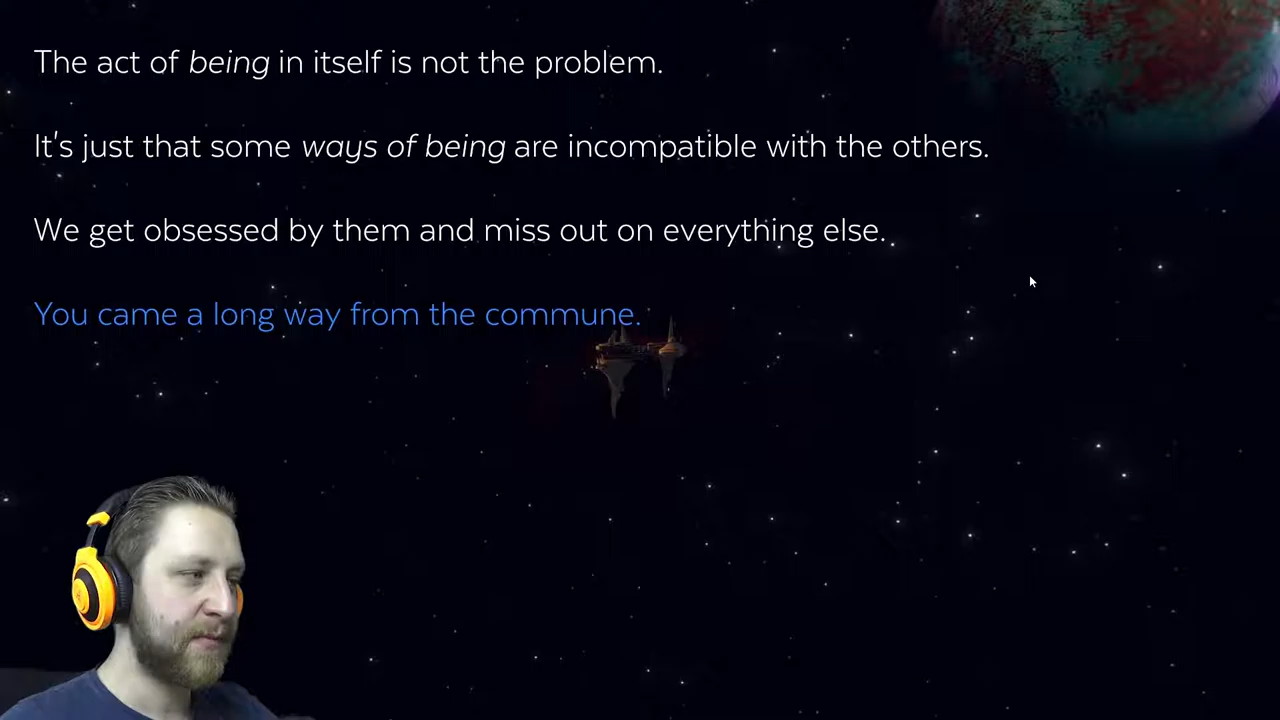 The act of being in itself is not the problem.
It's just that some ways of being are incompatible with the others.
We get obsessed by them and miss out on everything else.
You came a long way from the commune.